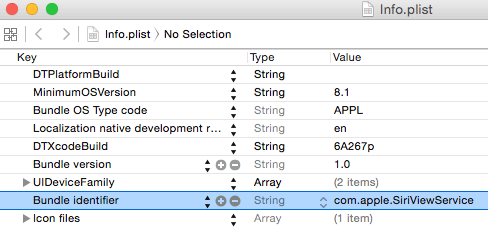 Info.plist
Info.plist No Selection
Key Type Value
DTPlatformBuild String
MinimumOSVersion String 8.1
Bundle OS Type code String APPL
Localization native development r... String en
DTXcodeBuild String 6A267p
Bundle version String 1.0
UIDeviceFamily Array (2 items)
Bundle identifier String com.apple.SiriViewService
Icon files Array (1 item)